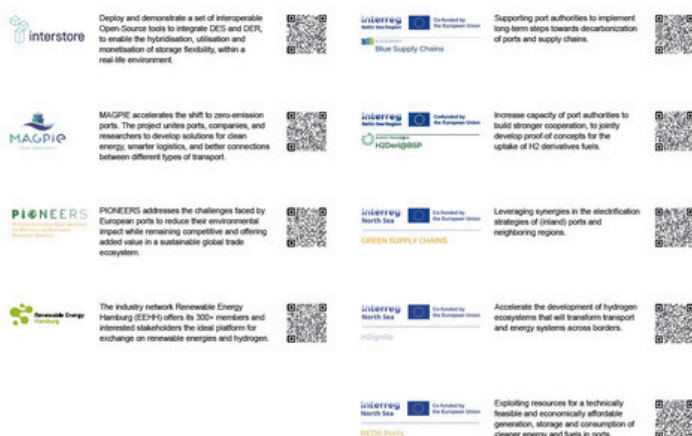 interstore
Deploy and demonstrate a set of interoperable
Open-Source tools to integrate DES and DER,
to enable the hybridisation, utilisation and
monetisation of storage flexibility, within a
real-life environment.
MAGPIE
MAGPIE accelerates the shift to zero-emission
ports. The project unites ports, companies, and
researchers to develop solutions for clean
energy, smarter logistics, and better connections
between different types of transport.
PIONEERS
PIONEERS addresses the challenges faced by
European ports to reduce their environmental
impact while remaining competitive and offering
added value in a sustainable global trade
ecosystem.
Renewable Energy
Hamburg
The industry network Renewable Energy
Hamburg (EEHH) offers its 300+ members and
interested stakeholders the ideal platform for
exchange on renewable energies and hydrogen.
Interreg
Baltic Sea Region
Co-funded by
the European Union
Blue Supply Chains
Supporting port authorities to implement
long-term steps towards decarbonization
of ports and supply chains.
Interreg
Baltic Sea Region
Co-funded by
the European Union
H2Deri@BSP
Increase capacity of port authorities to
build stronger cooperation, to jointly
develop proof-of concepts for the
uptake of H2 derivatives fuels.
Interreg
North Sea
Co-funded by
the European Union
GREEN SUPPLY CHAINS
Leveraging synergies in the electrification
strategies of (inland) ports and
neighboring regions.
Interreg
North Sea
Co-funded by
the European Union
H2ignite
Accelerate the development of hydrogen
ecosystems that will transform transport
and energy systems across borders.
Interreg
North Sea
Co-funded by
the European Union
REDII Ports
Exploiting resources for a technically
feasible and economically affordable
generation, storage and consumption of
cleaner energy and fuels in ports.